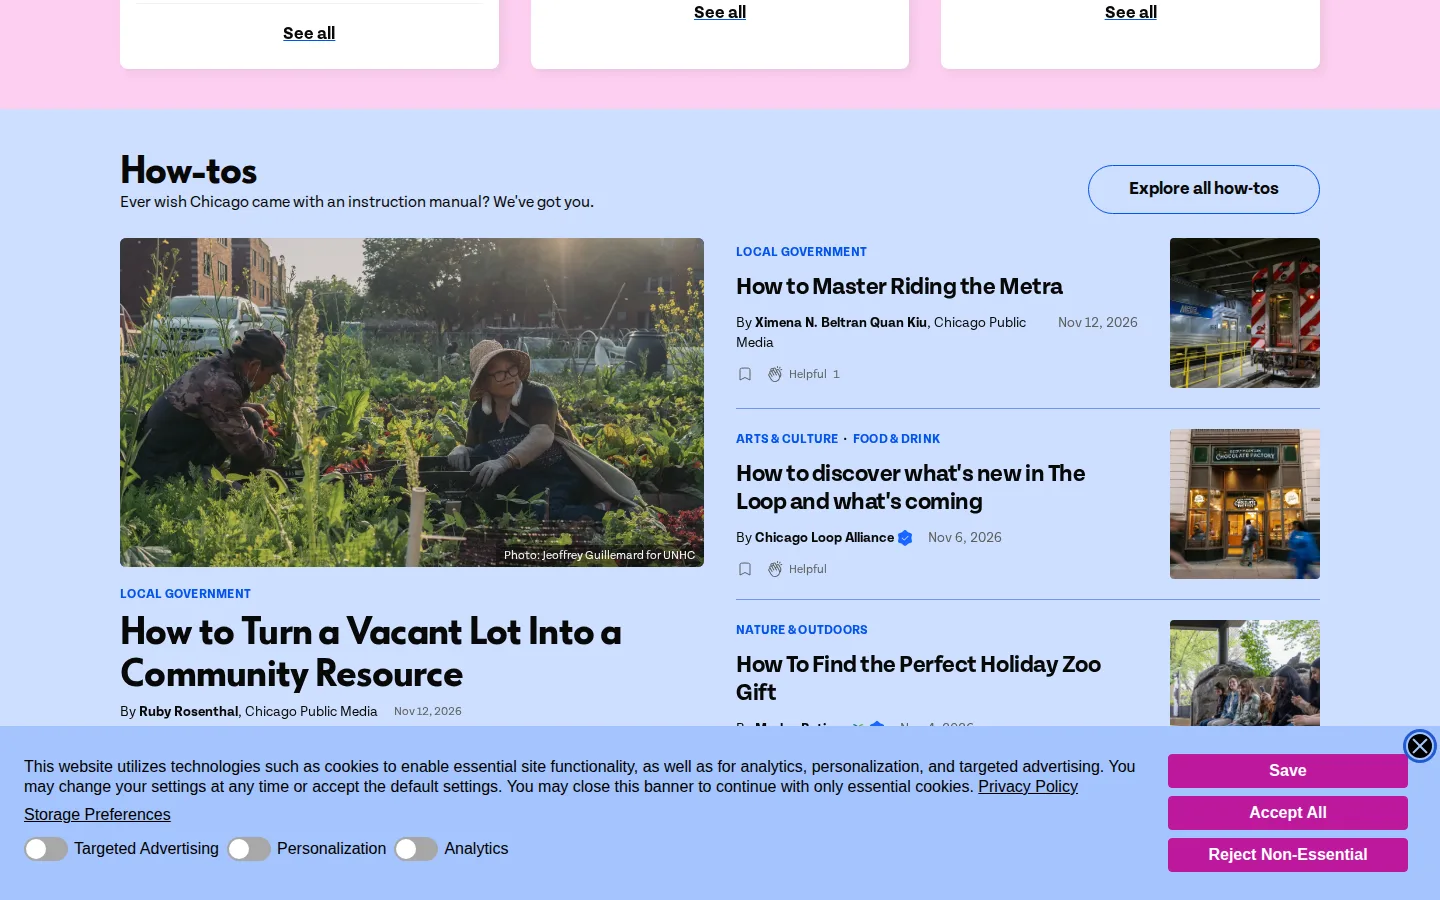 See all
See all
See all
How-tos
Ever wish Chicago came with an instruction manual? We've got you.
Explore all how-tos
Photo: Jeoffrey Guillemard for UNHC
LOCAL GOVERNMENT
How to Turn a Vacant Lot Into a
Community Resource
By Ruby Rosenthal, Chicago Public Media Nov 12, 2026
LOCAL GOVERNMENT
How to Master Riding the Metra
By Ximena N. Beltran Quan Kiu, Chicago Public
Media
Nov 12, 2026
Helpful 1
ARTS & CULTURE · FOOD & DRINK
How to discover what's new in The
Loop and what's coming
By Chicago Loop Alliance Nov 6, 2026
Helpful
CHOCOLATE FACTORY
NATURE & OUTDOORS
How To Find the Perfect Holiday Zoo
Gift
This website utilizes technologies such as cookies to enable essential site functionality, as well as for analytics, personalization, and targeted advertising. You
may change your settings at any time or accept the default settings. You may close this banner to continue with only essential cookies. Privacy Policy
Storage Preferences
Targeted Advertising Personalization Analytics
Save
Accept All
Reject Non-Essential